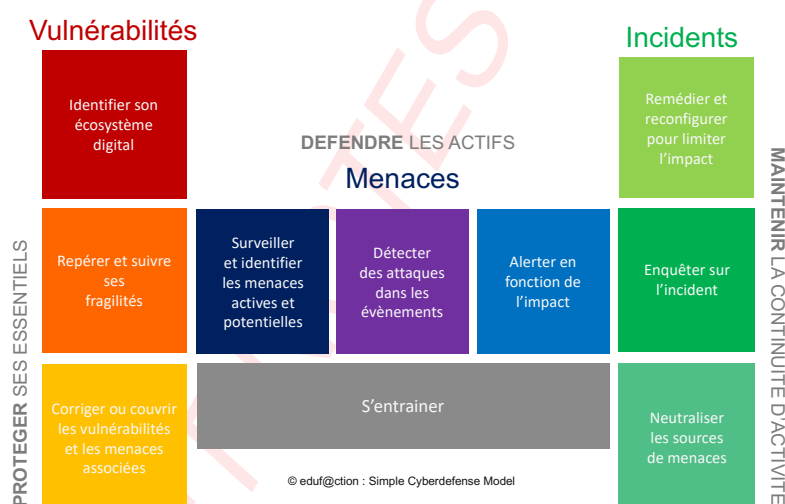 Vulnérabilités
Incidents
Identifier son
écosystème
digital
Remédier et
reconfigurer
pour limiter
l'impact
DEFENDRE LES ACTIFS
Menaces
PROTEGER SES ESSENTIELS
MAINTENIR LA CONTINUITE D'ACTIVITE
Repérer et suivre
ses
fragilités
Surveiller
et identifier
les menaces
actives et
potentielles
Détecter
des attaques
dans les
évènements
Alerter en
fonction de
l'impact
Enquêter sur
l'incident
Corriger ou couvrir
les vulnérabilités
et les menaces
associées
S'entrainer
Neutraliser
les sources
de menaces
© eduf@ction : Simple Cyberdefense Model